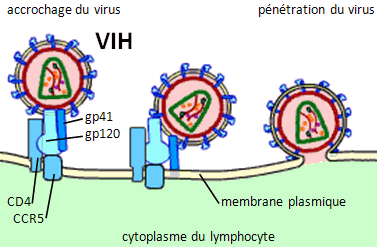 accrochage du virus
pénétration du virus
VIH
gp41
gp120
CD4
CCR5
membrane plasmique
cytoplasme du lymphocyte